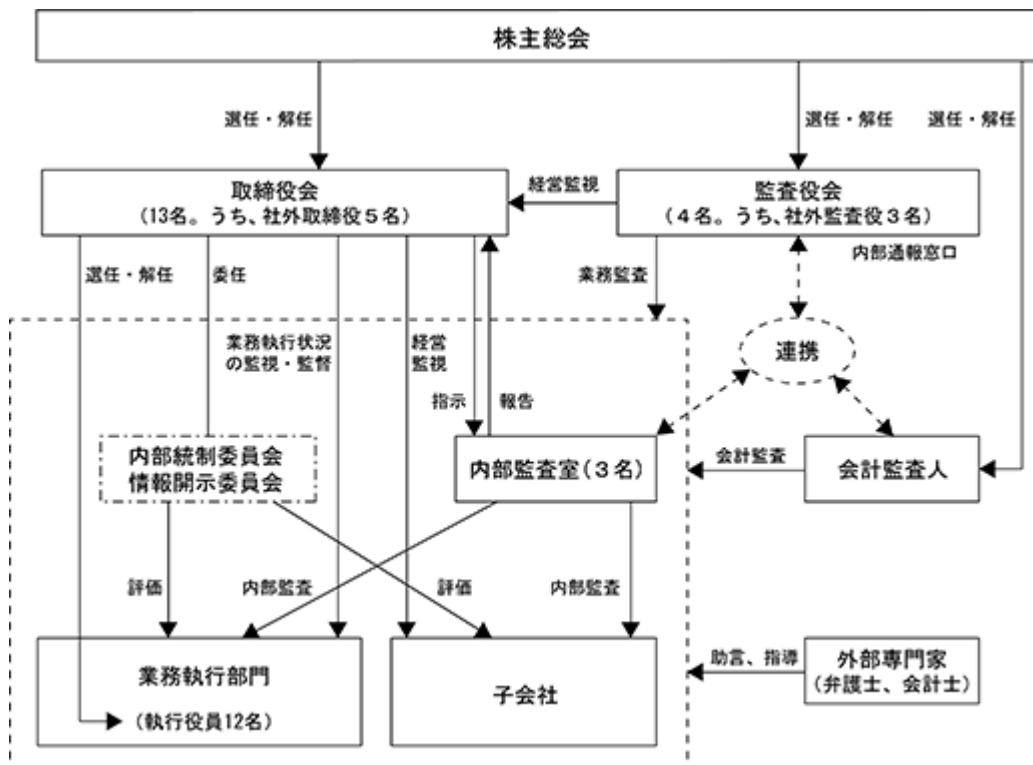 株主総会
選任・解任
選任・解任
選任・解任
取締役会
(13名。うち、社外取締役5名)
経営監視
監査役会
(4名。うち、社外監査役3名)
選任・解任
委任
業務監査
内部通報窓口
業務執行状況
の監視・監督
経営
監視
連携
指示
報告
内部統制委員会
情報開示委員会
内部監査室(3名)
会計監査
会計監査人
評価
内部監査
評価
内部監査
業務執行部門
(執行役員12名)
子会社
助言、指導
外部専門家
(弁護士、会計士)